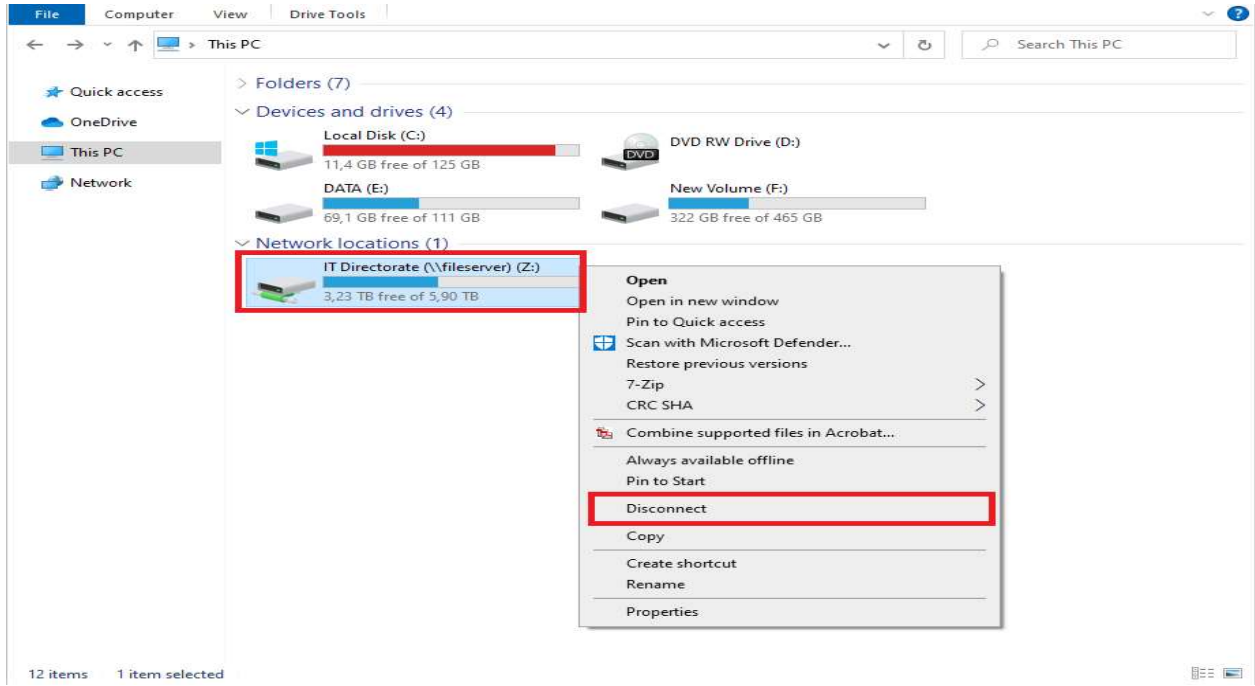 File Computer View Drive Tools
This PC Search This PC
Quick access
OneDrive
This PC
Network
Folders (7)
Devices and drives (4)
Local Disk (C:)
11,4 GB free of 125 GB
DVD RW Drive (D:)
DVD
DATA (E:)
69,1 GB free of 111 GB
New Volume (F:)
322 GB free of 465 GB
Network locations (1)
IT Directorate (\\fileserver) (Z:)
3,23 TB free of 5,90 TB
Open
Open in new window
Pin to Quick access
Scan with Microsoft Defender...
Restore previous versions
7-Zip
CRC SHA
Combine supported files in Acrobat...
Always available offline
Pin to Start
Disconnect
Copy
Create shortcut
Rename
Properties
12 items 1 item selected